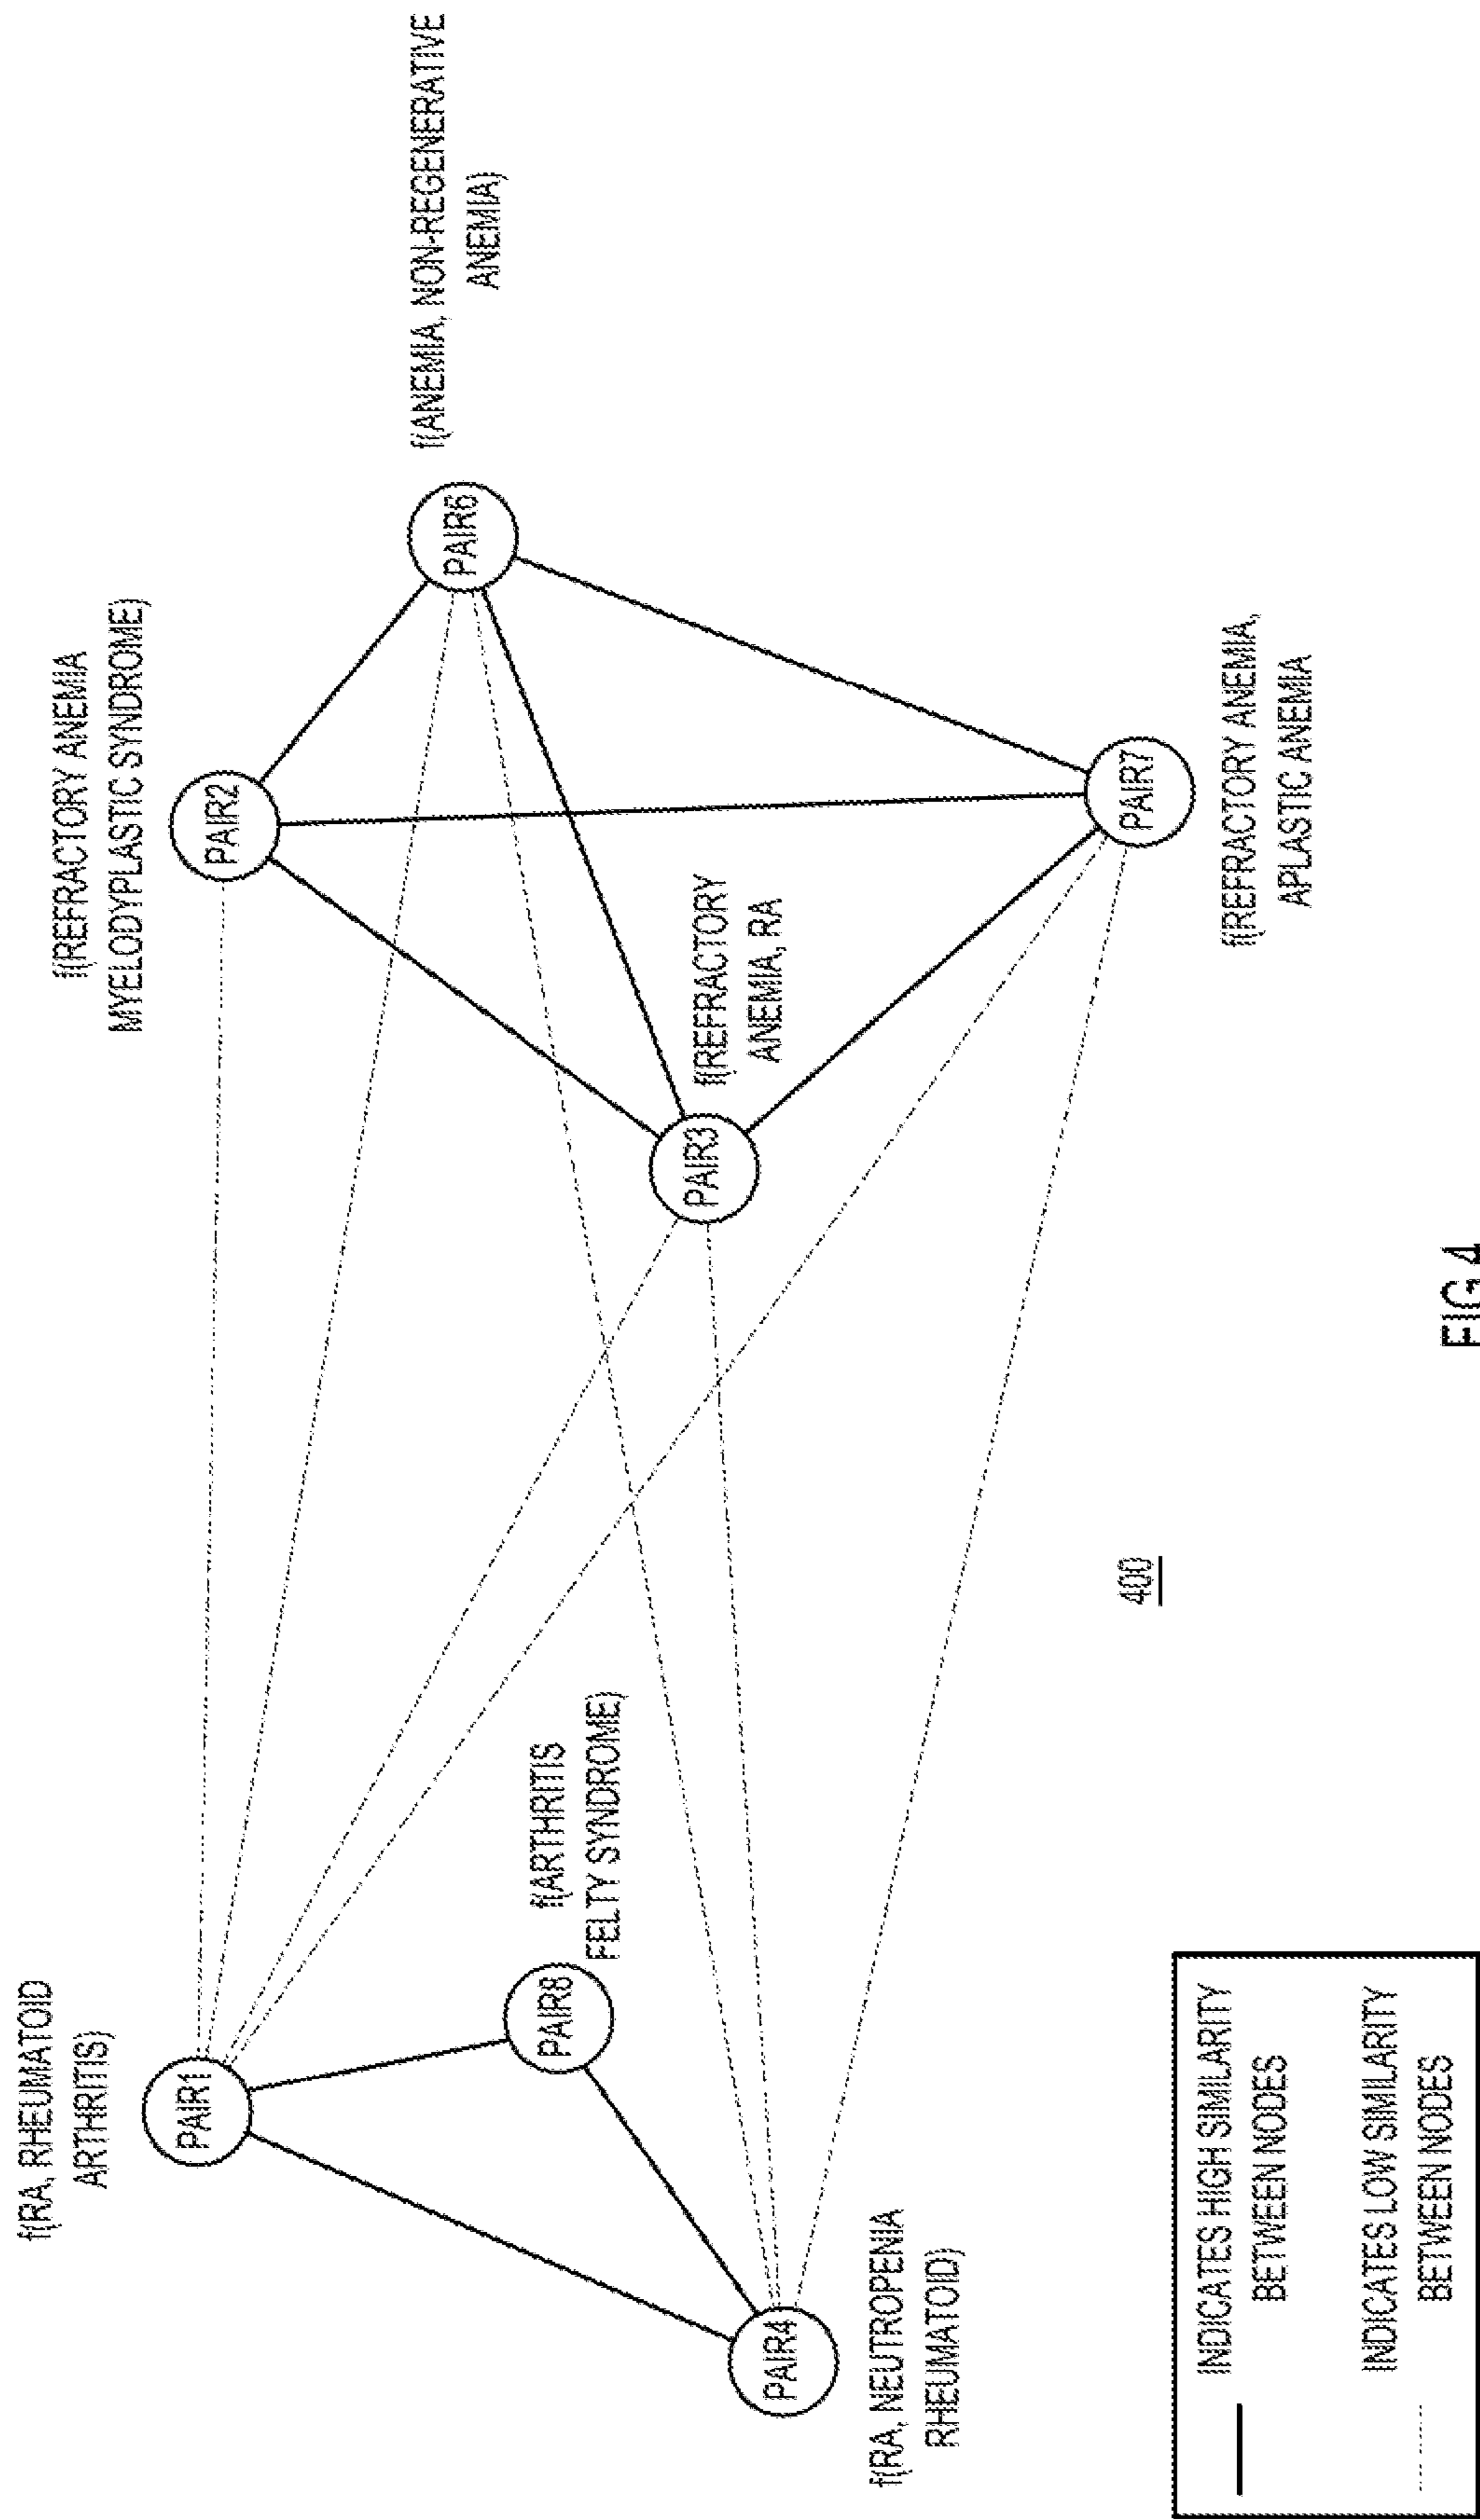 f(RA, RHEUMATOID
ARTHRITIS)
PAIR1
f(ARTHRITIS
FELTY SYNDROME)
PAIR8
PAIR4
f(RA, NEUTROPENIA
RHEUMATOID)
f(REFRACTORY ANEMIA
MYELODYPLASTIC SYNDROME)
PAIR2
f(ANEMIA, NON-REGENERATIVE
ANEMIA)
PAIR6
f(REFRACTORY
ANEMIA, RA
PAIR3
PAIR7
f(REFRACTORY ANEMIA,
APLASTIC ANEMIA
400
INDICATES HIGH SIMILARITY
BETWEEN NODES
INDICATES LOW SIMILARITY
BETWEEN NODES
FIG.4